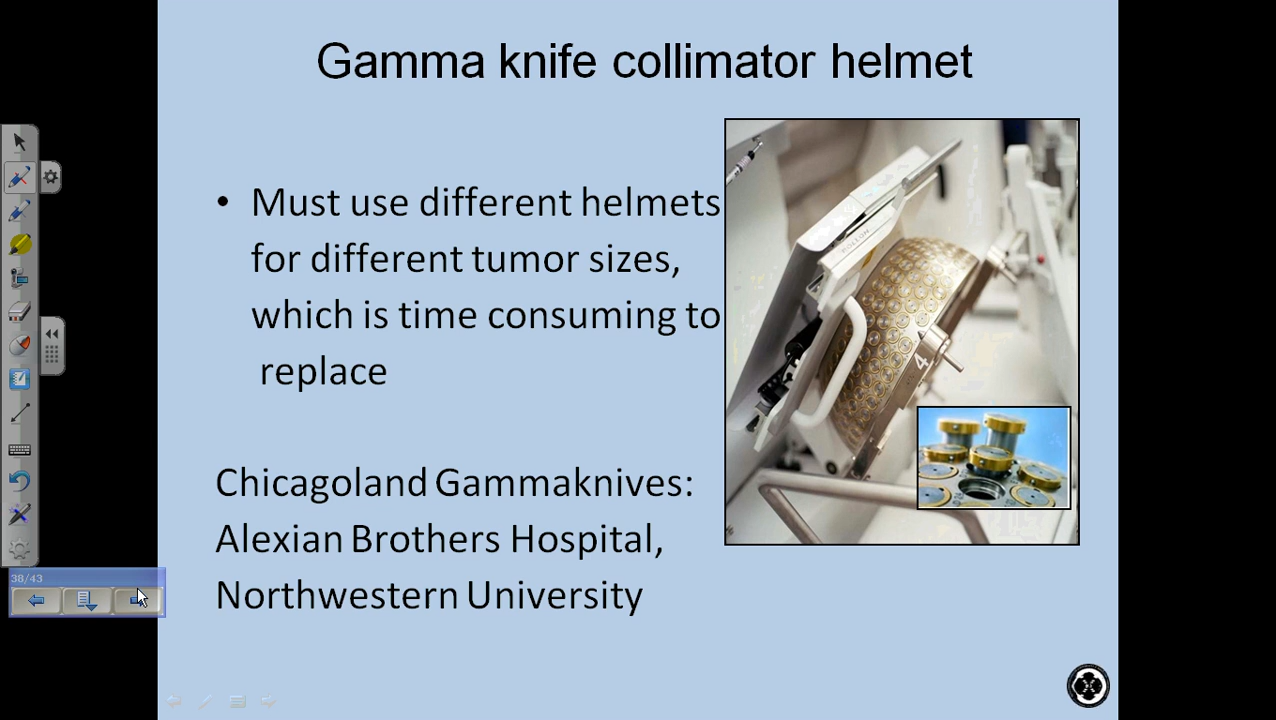 Gamma knife collimator helmet
• Must use different helmets
for different tumor sizes,
which is time consuming to
replace
4
Chicagoland Gammaknives:
Alexian Brothers Hospital,
Northwestern University
38/43